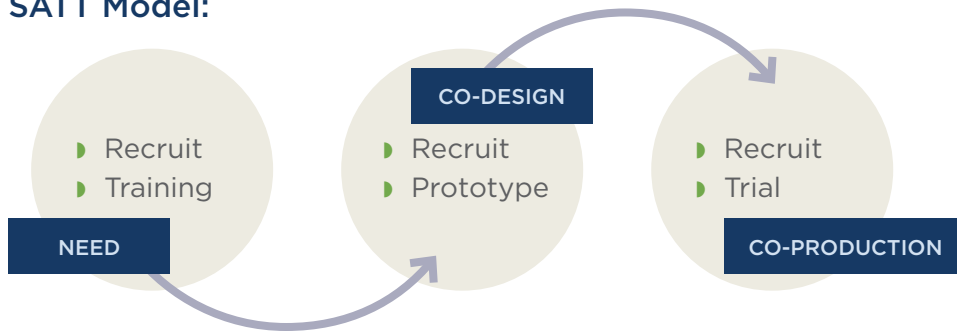 SATT Model:
Recruit
Training
NEED
CO-DESIGN
Recruit
Prototype
Recruit
Trial
CO-PRODUCTION